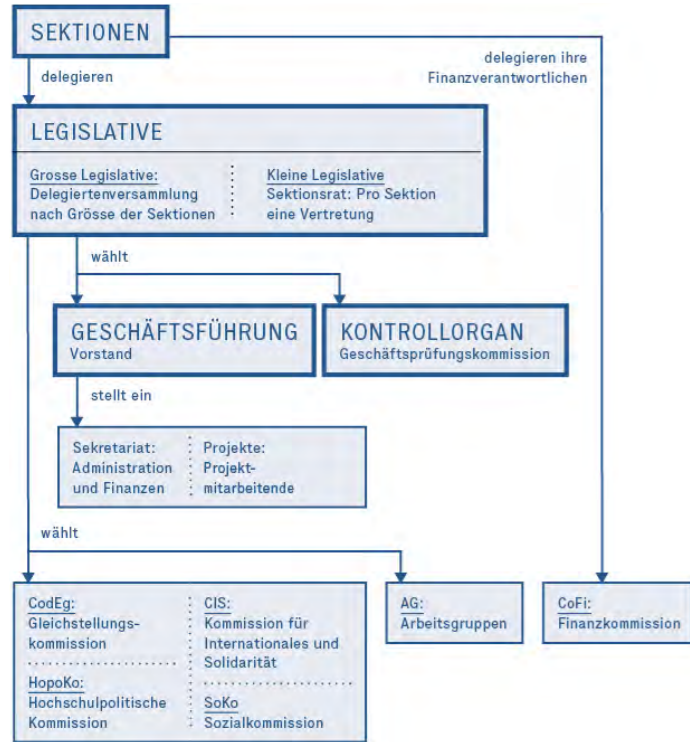 SEKTIONEN
delegieren
delegieren ihre
Finanzverantwortlichen
LEGISLATIVE
Grosse Legislative:
Delegiertenversammlung
nach Grösse der Sektionen
Kleine Legislative
Sektionsrat: Pro Sektion
eine Vertretung
wählt
GESCHÄFTSFÜHRUNG
Vorstand
KONTROLLORGAN
Geschäftsprüfungskommission
stellt ein
Sekretariat:
Administration
und Finanzen
Projekte:
Projekt-
mitarbeitende
wählt
CodEg:
Gleichstellungs-
kommission
HopoKo:
Hochschulpolitische
Kommission
CIS:
Kommission für
Internationales und
Solidarität
SoKo
Sozialkommission
AG:
Arbeitsgruppen
CoFi:
Finanzkommission